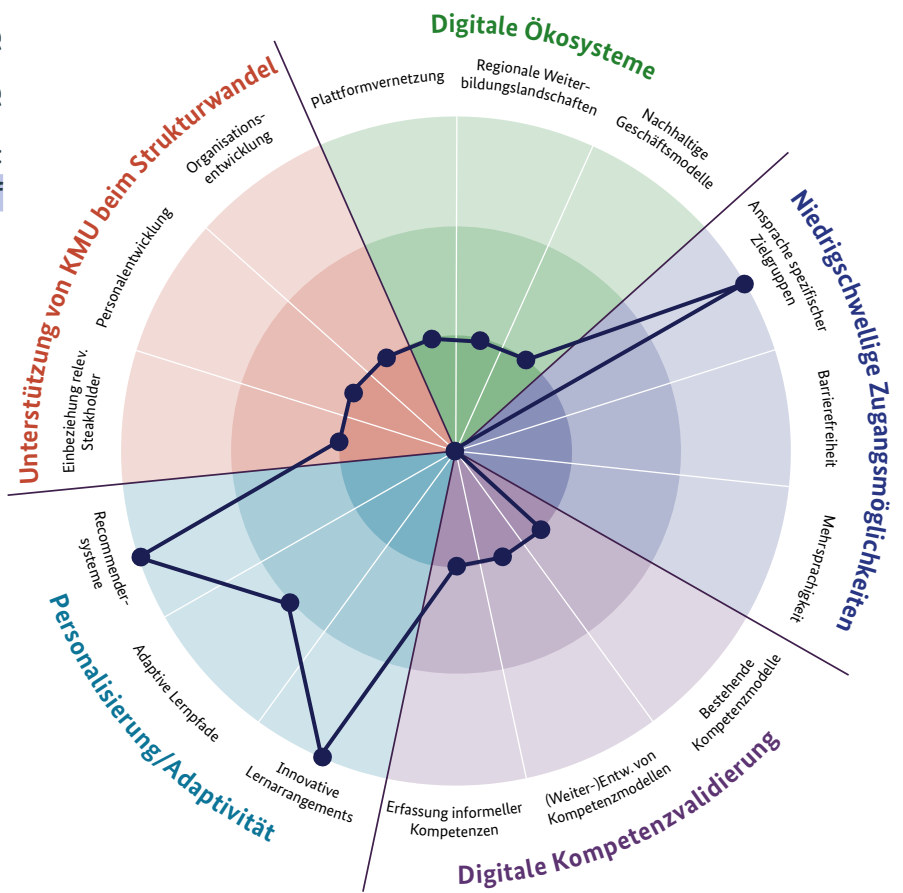 Digitale Ökosysteme
Plattformvernetzung
Regionale Weiter-
bildungslandschaften
Nachhaltige
Geschäftsmodelle
Niedrigschwellige Zugangsmöglichkeiten
Ansprache spezifischer
Zielgruppen
Barrierefreiheit
Mehrsprachigkeit
Digitale Kompetenzvalidierung
Bestehende
Kompetenzmodelle
(Weiter-)Entw. von
Kompetenzmodellen
Erfassung informeller
Kompetenzen
Personalisierung/Adaptivität
Innovative
Lernarrangements
Adaptive Lernpfade
Recommender-
systeme
Unterstützung von KMU beim Strukturwandel
Einbeziehung relev.
Steakholder
Personalentwicklung
Organisations-
entwicklung